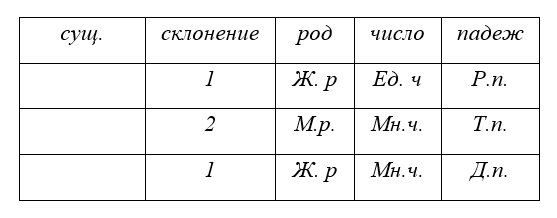 сущ. склонение род число падеж
1 Ж. р Ед. ч Р.п.
2 М.р. Мн.ч. Т.п.
1 Ж. р Мн.ч. Д.п.